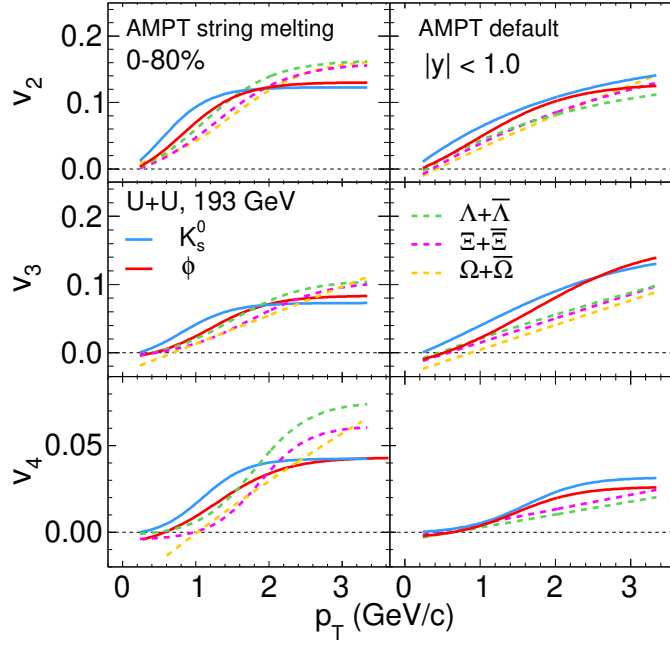 AMPT string melting
0-80%
AMPT default
|y| < 1.0
v₂
0.2
0.1
0.0
U+U, 193 GeV
K⁰ₛ
ϕ
Λ+Λ̅
Ξ+Ξ̅
Ω+Ω̅
v₃
0.2
0.1
0.0
v₄
0.05
0.00
0 1 2 3 0 1 2 3
p_T (GeV/c)